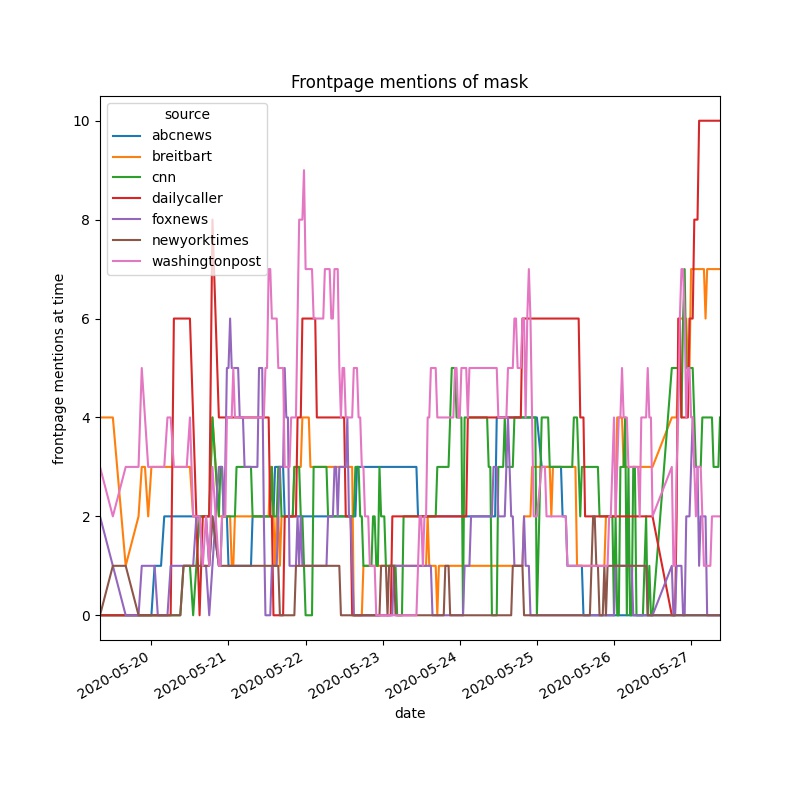 Frontpage mentions of mask
source
abcnews
breitbart
cnn
dailycaller
foxnews
newyorktimes
washingtonpost
frontpage mentions at time
10
8
6
4
2
0
2020-05-20
2020-05-21
2020-05-22
2020-05-23
2020-05-24
2020-05-25
2020-05-26
2020-05-27
date